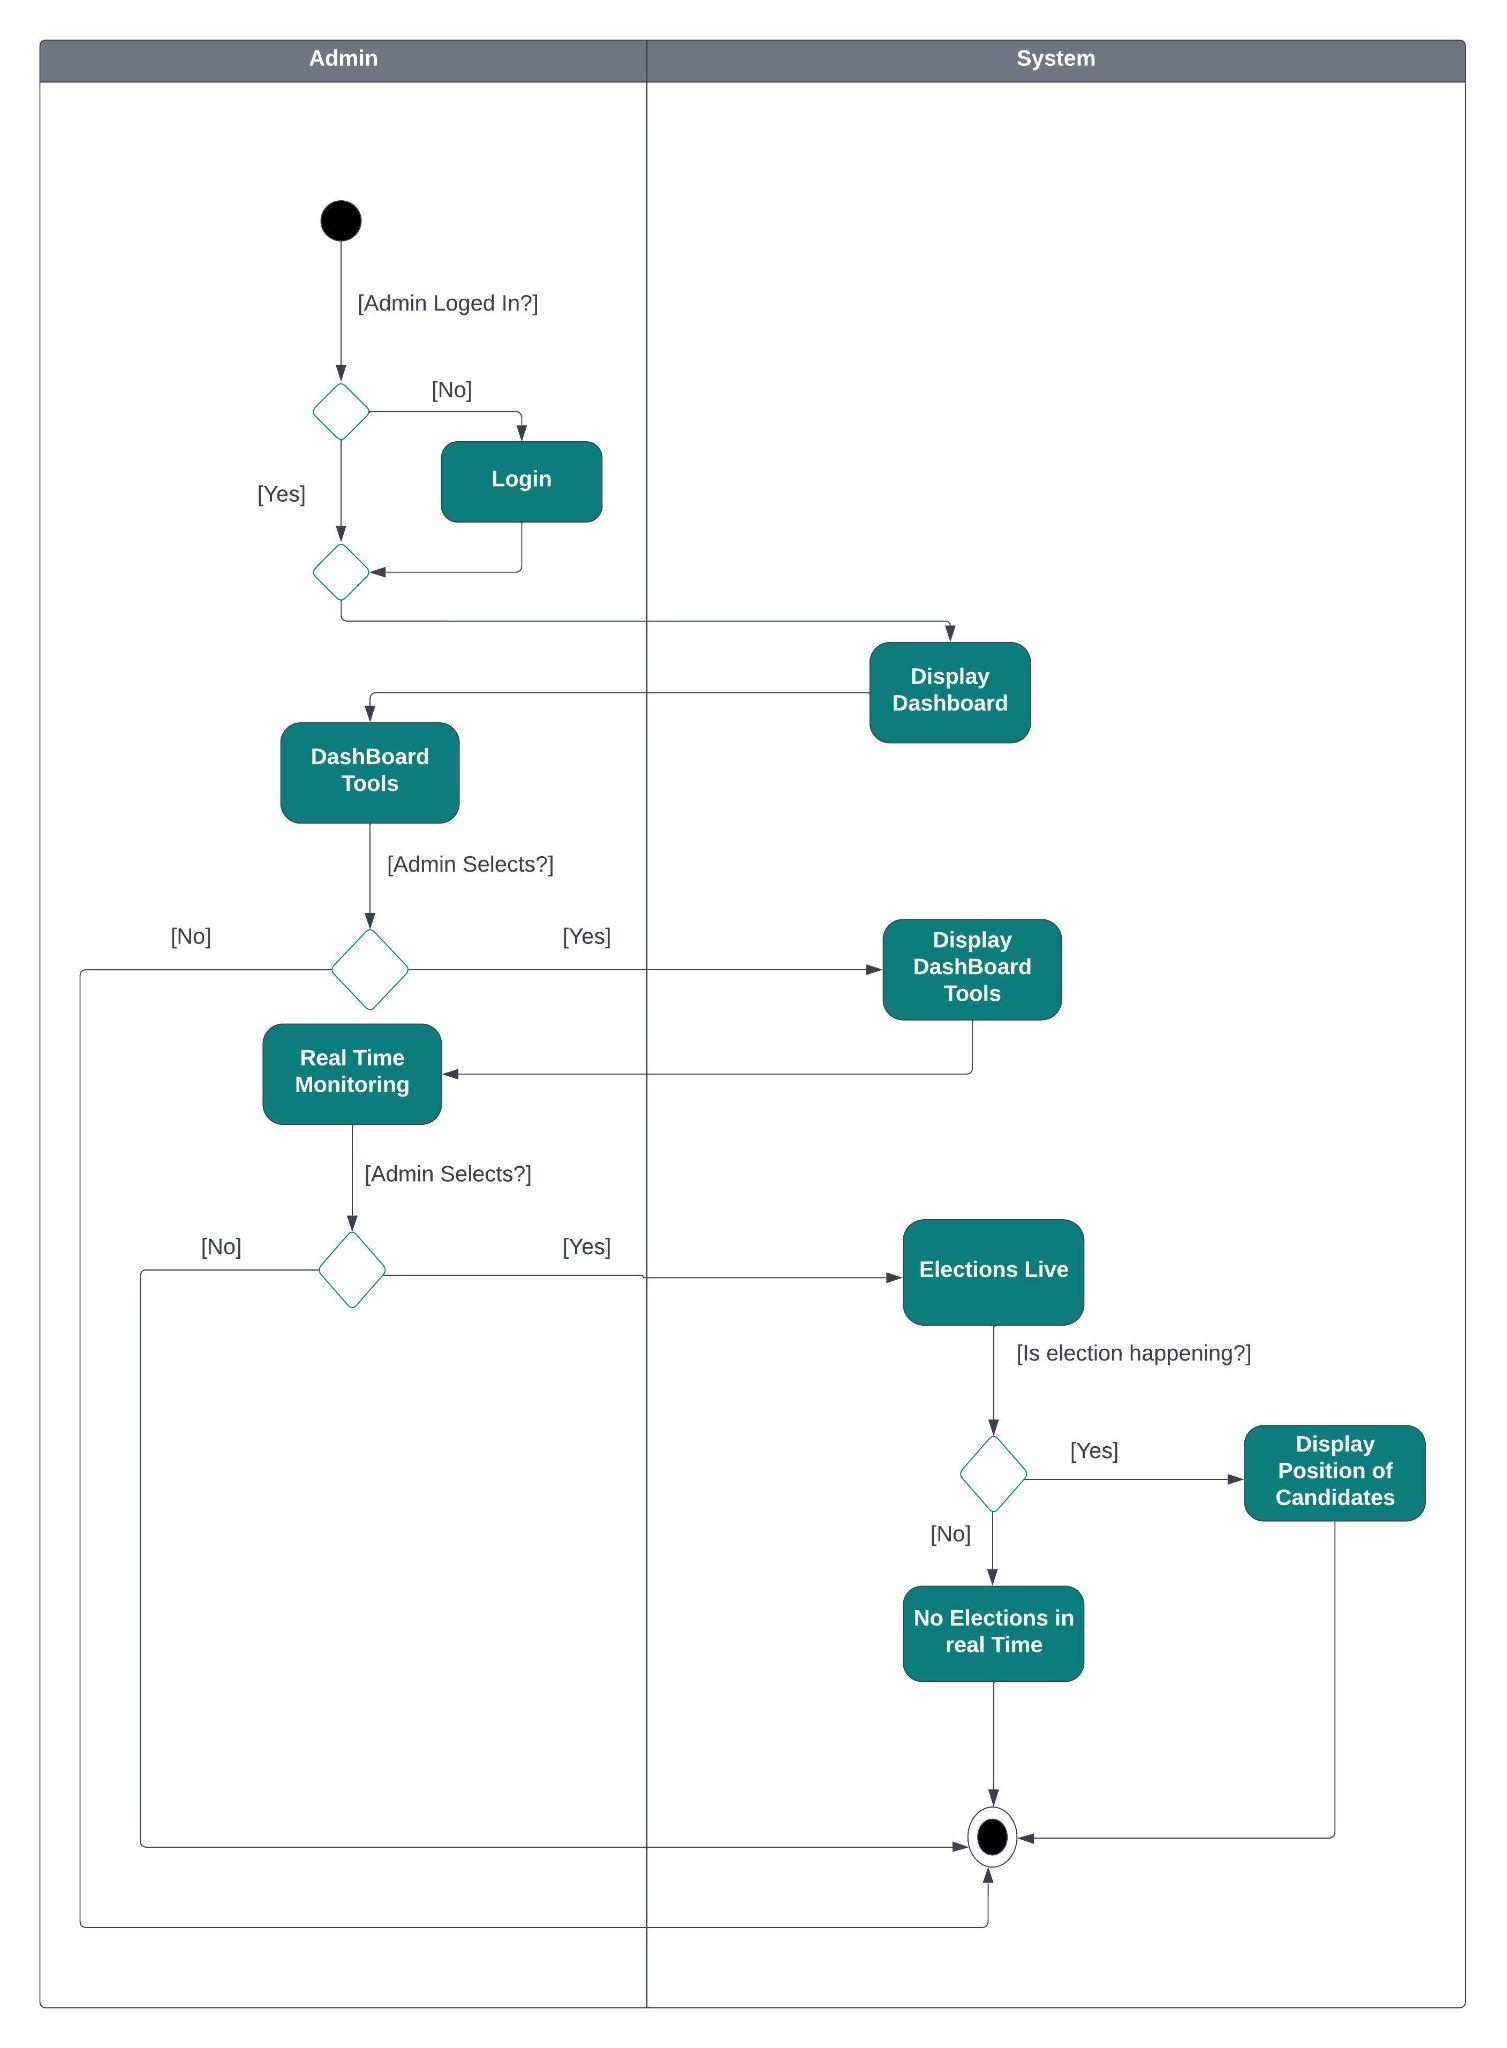 Admin
System
[Admin Loged In?]
[No]
Login
[Yes]
Display
Dashboard
DashBoard
Tools
[Admin Selects?]
[No]
[Yes]
Display
DashBoard
Tools
Real Time
Monitoring
[Admin Selects?]
[No]
[Yes]
Elections Live
[Is election happening?]
[Yes]
Display
Position of
Candidates
[No]
No Elections in
real Time